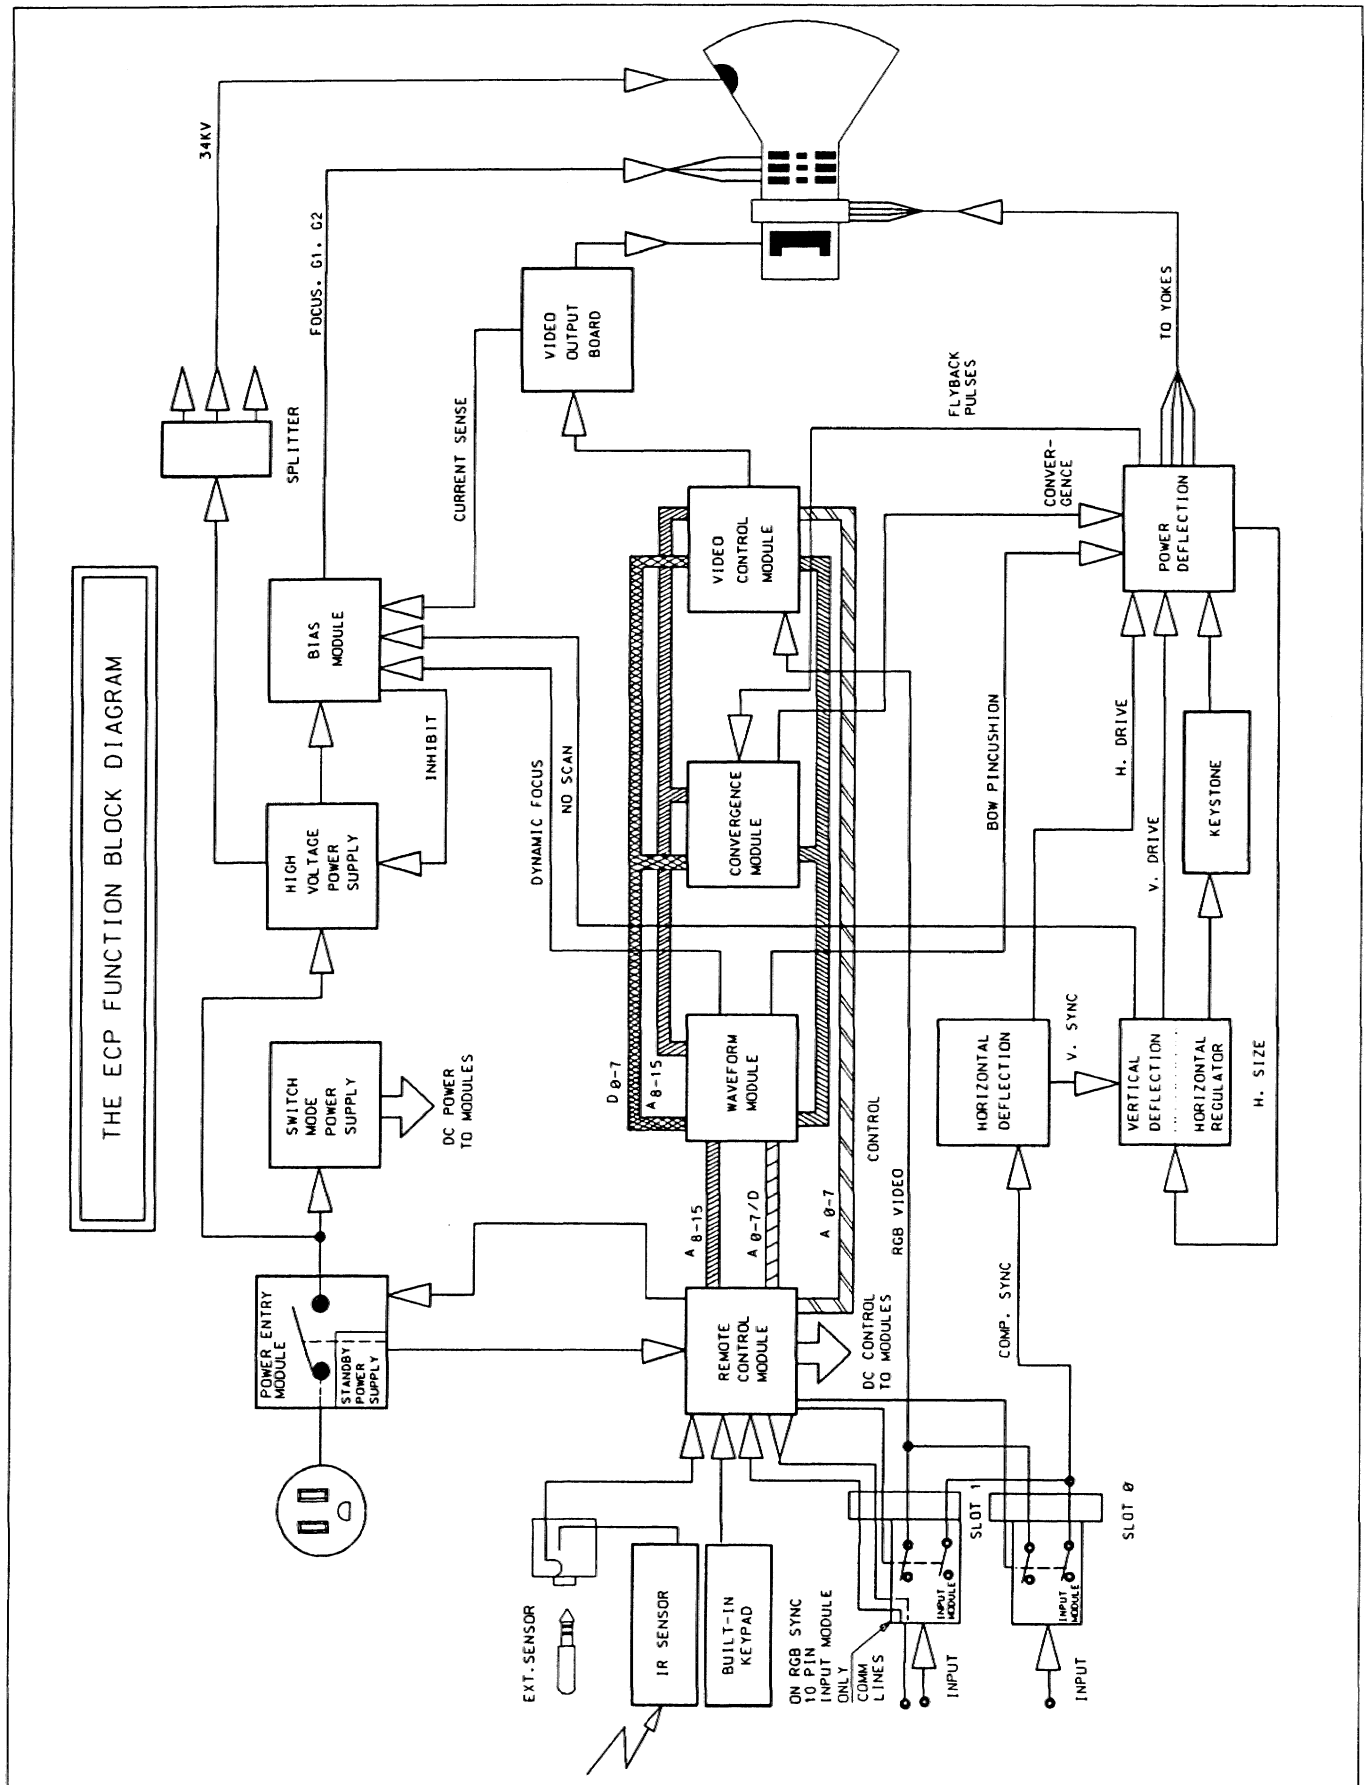 THE ECP FUNCTION BLOCK DIAGRAM
POWER ENTRY
MODULE
STANDBY
POWER
SUPPLY
SWITCH
MODE
POWER
SUPPLY
DC POWER
TO MODULES
HIGH
VOLTAGE
POWER
SUPPLY
INHIBIT
BIAS
MODULE
SPLITTER
34KV
FOCUS. G1. G2
CURRENT SENSE
DYNAMIC FOCUS
NO SCAN
VIDEO
OUTPUT
BOARD
EXT.SENSOR
IR SENSOR
BUILT-IN
KEYPAD
REMOTE
CONTROL
MODULE
A 8-15
A 0-7/D
D 0-7
A 8-15
WAVEFORM
MODULE
CONVERGENCE
MODULE
VIDEO
CONTROL
MODULE
FLYBACK
PULSES
CONVER-
GENCE
A 0-7
CONTROL
DC CONTROL
TO MODULES
RGB VIDEO
ON RGB SYNC
10 PIN
INPUT MODULE
ONLY
COMM
LINES
INPUT
INPUT
MODULE
SLOT 1
INPUT
INPUT
MODULE
SLOT 0
COMP. SYNC
HORIZONTAL
DEFLECTION
V. SYNC
VERTICAL
DEFLECTION
HORIZONTAL
REGULATOR
H. SIZE
BOW PINCUSHION
H. DRIVE
V. DRIVE
KEYSTONE
POWER
DEFLECTION
TO YOKES